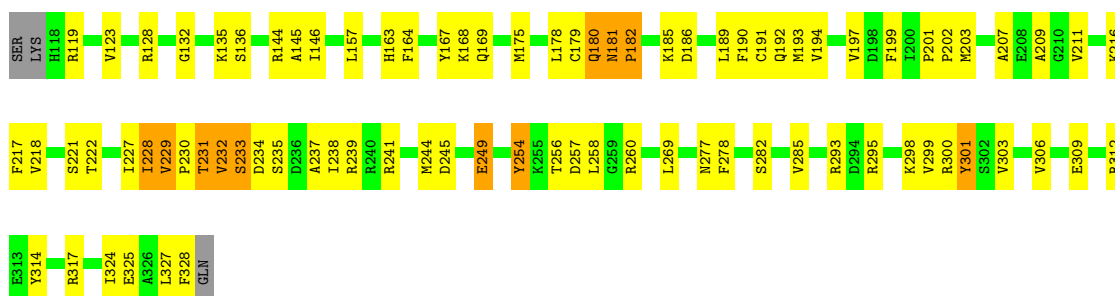 SER LYS H118 R119 V123 R128 G132 K135 S136 R144 A145 I146 L157 H163 F164 Y167 K168 Q169 M175 L178 C179 Q180 N181 P182 K185 D186 L189 F190 C191 Q192 M193 V194 V197 D198 F199 I200 P201 P202 M203 A207 E208 A209 G210 V211 K216
F217 V218 S221 T222 I227 I228 V229 P230 T231 V232 S233 D234 S235 D236 A237 I238 R239 R240 R241 M244 D245 E249 Y254 K255 T256 D257 L258 G259 R260 L269 N277 F278 S282 V285 R293 D294 R295 K298 V299 R300 Y301 S302 V303 V306 E309 R312
E313 Y314 R317 I324 E325 A326 L327 F328 GLN